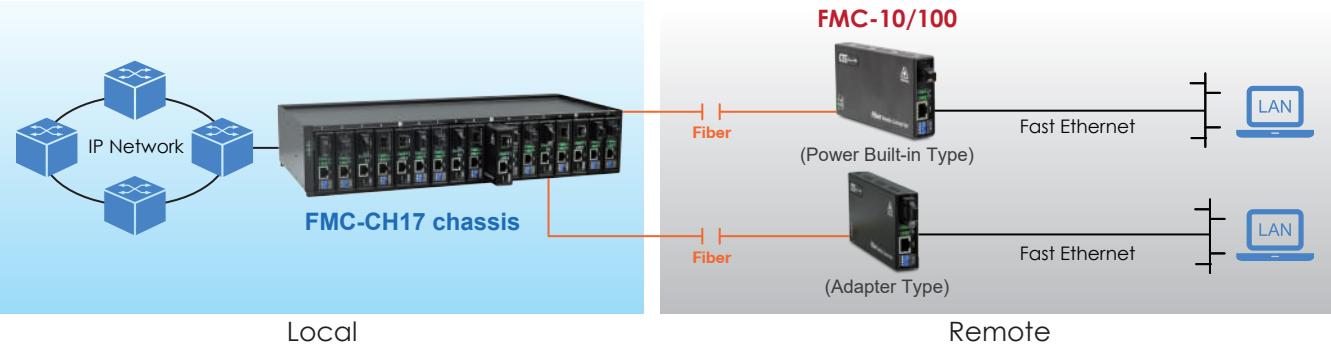 FMC-10/100
IP Network
Fiber
Fast Ethernet
LAN
(Power Built-in Type)
FMC-CH17 chassis
Fiber
Fast Ethernet
LAN
(Adapter Type)
Local
Remote